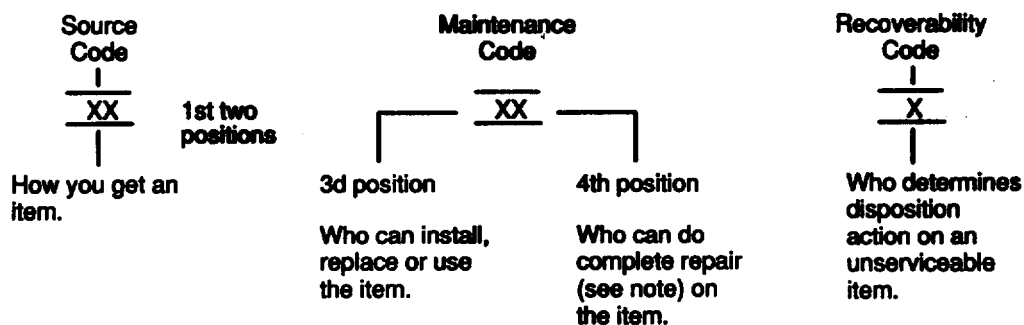 Source
Code
XX
1st two
positions
How you get an
item.
Maintenance
Code
XX
3d position
Who can install,
replace or use
the item.
4th position
Who can do
complete repair
(see note) on
the item.
Recoverability
Code
X
Who determines
disposition
action on an
unserviceable
item.